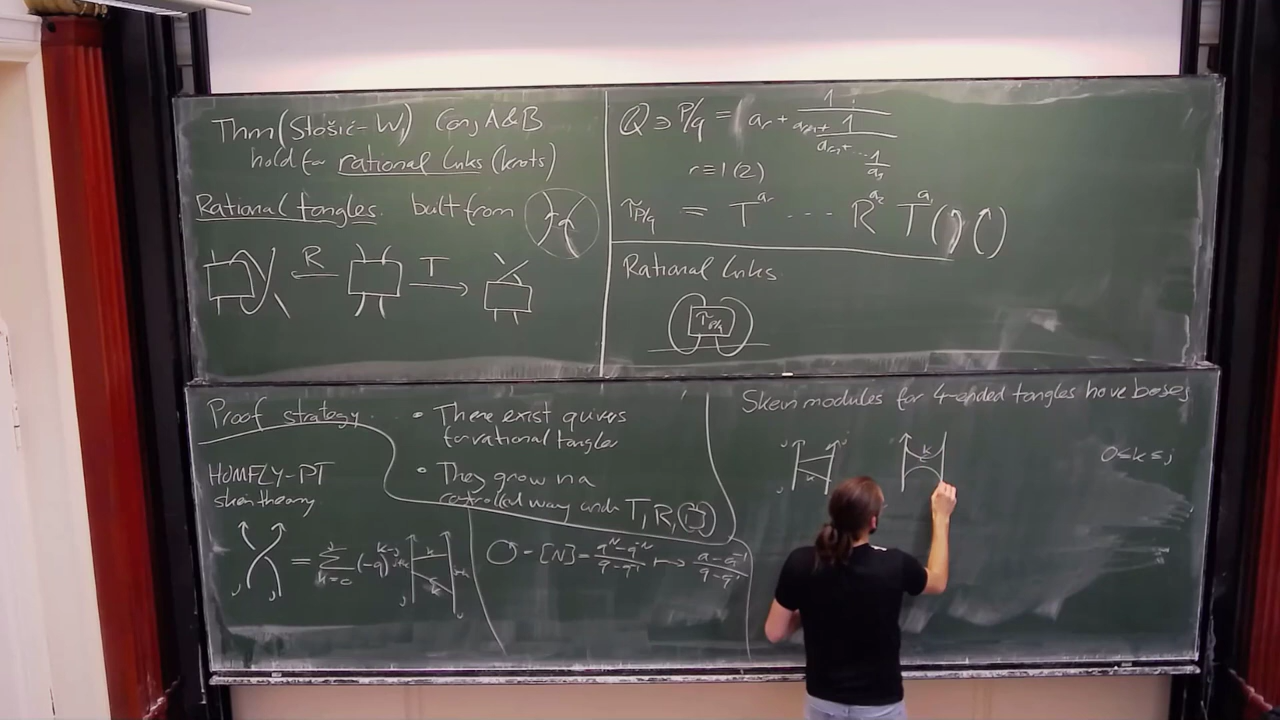 Thm (Stošić-W.) Conj A&B
hold for rational links (knots)
Rational tangles. built from
R
T
Q ∋ P/q = a_r + 1/(a_{r-1} + 1/(a_{r-2} + ... 1/a_1))
r=1(2)
τ_{P/q} = T^{a_r} .... R^{a_2} T^{a_1}
Rational links
τ_{P/q}
Proof strategy.
• There exist quivers
for rational tangles
• They grow in a
controlled way under T, R,
HOMFLY-PT
skein theory
O = [N] = (q^N - q^{-N})/(q - q^{-1}) ↦ (a - a^{-1})/(q - q^{-1})
Skein modules for 4-ended tangles have bases
j j
k
j
k
0≤k≤j